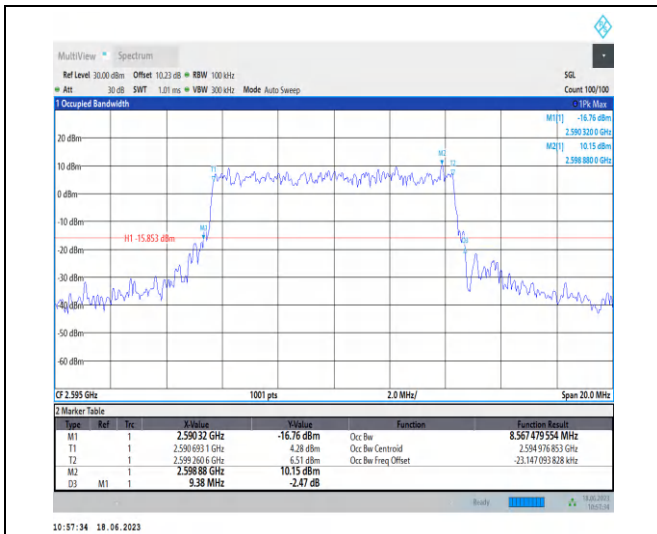 MultiView Spectrum
Ref Level 30.00 dBm Offset 10.23 dB RBW 100 kHz SGL
Att 30 dB SWT 1.01 ms VBW 300 kHz Mode Auto Sweep Count 100/100
1 Occupied Bandwidth 1Pk Max
M1[1] -16.76 dBm
2.590 320 0 GHz
M2[1] 10.15 dBm
2.598 880 0 GHz
20 dBm
10 dBm
0 dBm
-10 dBm
-20 dBm
-30 dBm
-40 dBm
-50 dBm
-60 dBm
M2
T1
T2
M1
H1 -15.853 dBm
CF 2.595 GHz 1001 pts 2.0 MHz/ Span 20.0 MHz
2 Marker Table
Type Ref Trc X-Value Y-Value Function Function Result
M1 1 2.590 32 GHz -16.76 dBm Occ Bw 8.567 479 554 MHz
T1 1 2.590 693 1 GHz 4.28 dBm Occ Bw Centroid 2.594 976 853 GHz
T2 1 2.599 260 6 GHz 6.51 dBm Occ Bw Freq Offset -23.147 093 828 kHz
M2 1 2.598 88 GHz 10.15 dBm
D3 M1 1 9.38 MHz -2.47 dB
Ready 18.06.2023
10:57:34
10:57:34 18.06.2023